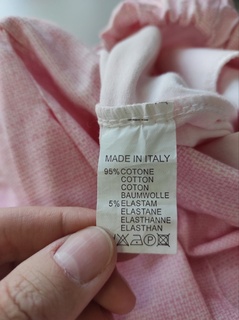 MADE IN ITALY
95% COTONE
COTTON
COTON
BAUMWOLLE
5% ELASTAM
ELASTANE
ELASTHANNE
ELASTHAN